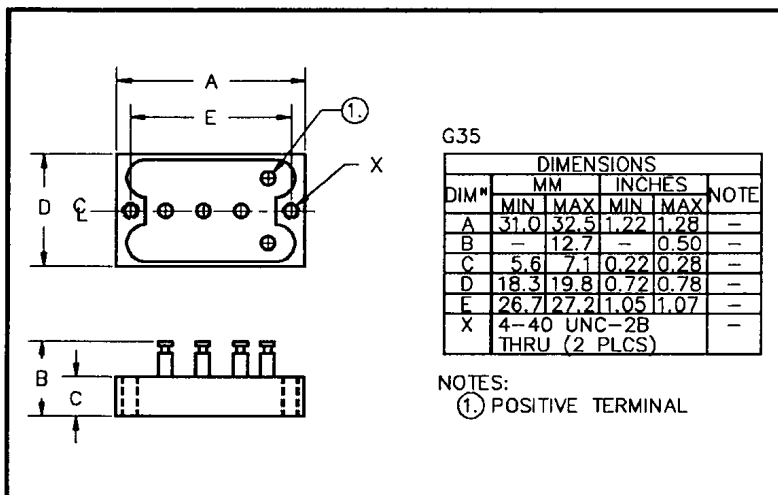 A
E
①.
X
D
℄
B
C
G35
DIMENSIONS
DIM" MM INCHES NOTE
MIN MAX MIN MAX
A 31.0 32.5 1.22 1.28 –
B – 12.7 – 0.50 –
C 5.6 7.1 0.22 0.28 –
D 18.3 19.8 0.72 0.78 –
E 26.7 27.2 1.05 1.07 –
X 4–40 UNC–2B –
THRU (2 PLCS)
NOTES:
①. POSITIVE TERMINAL